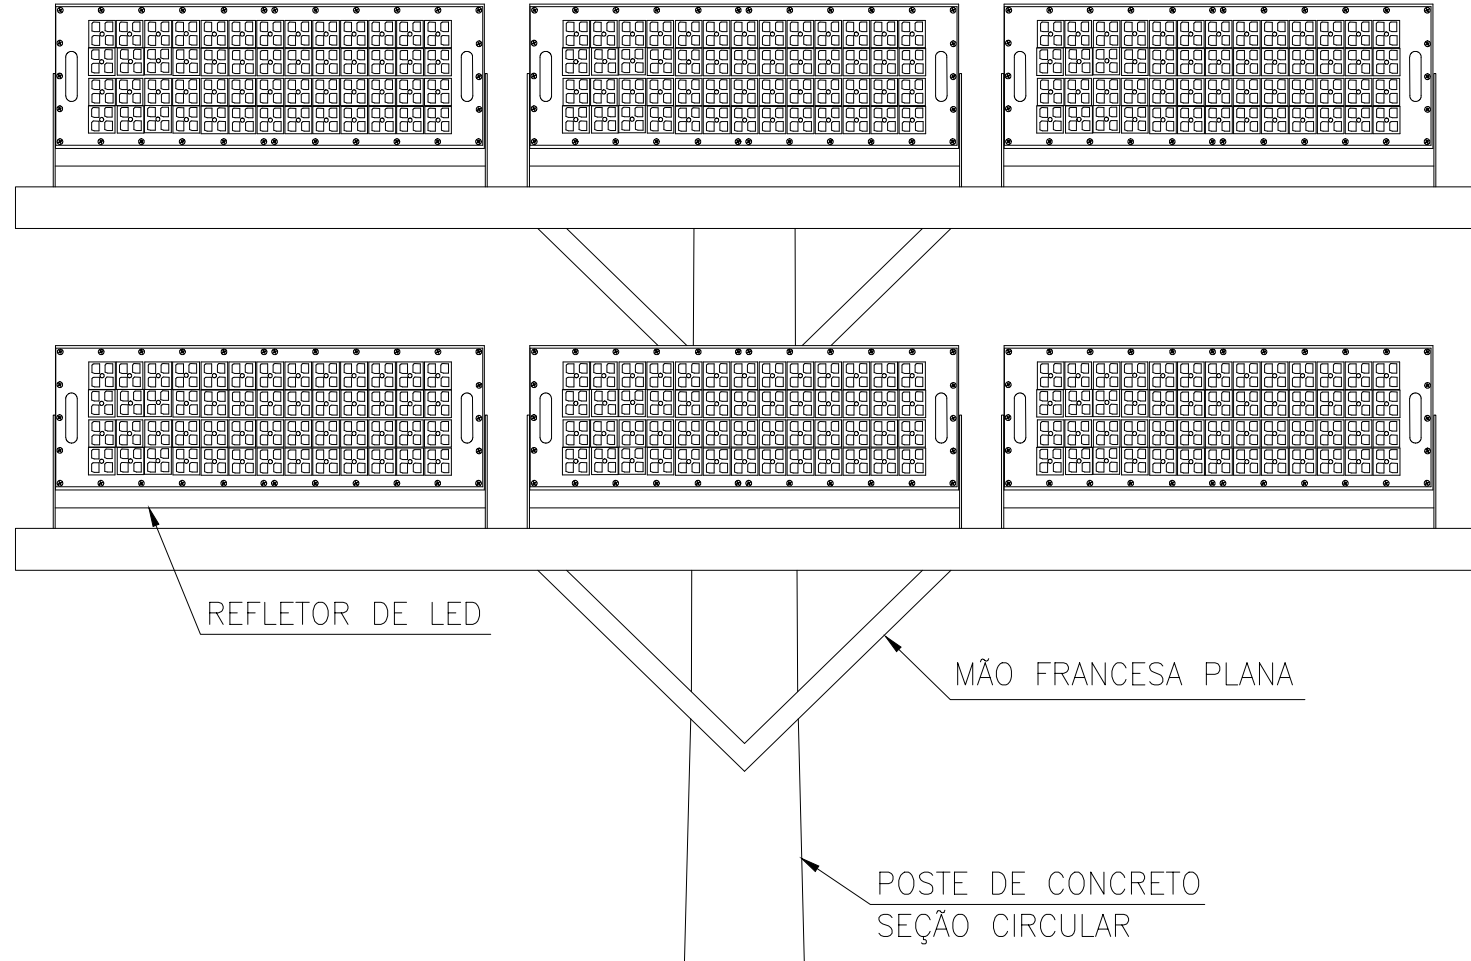 REFLETOR DE LED
MÃO FRANCESA PLANA
POSTE DE CONCRETO
SEÇÃO CIRCULAR